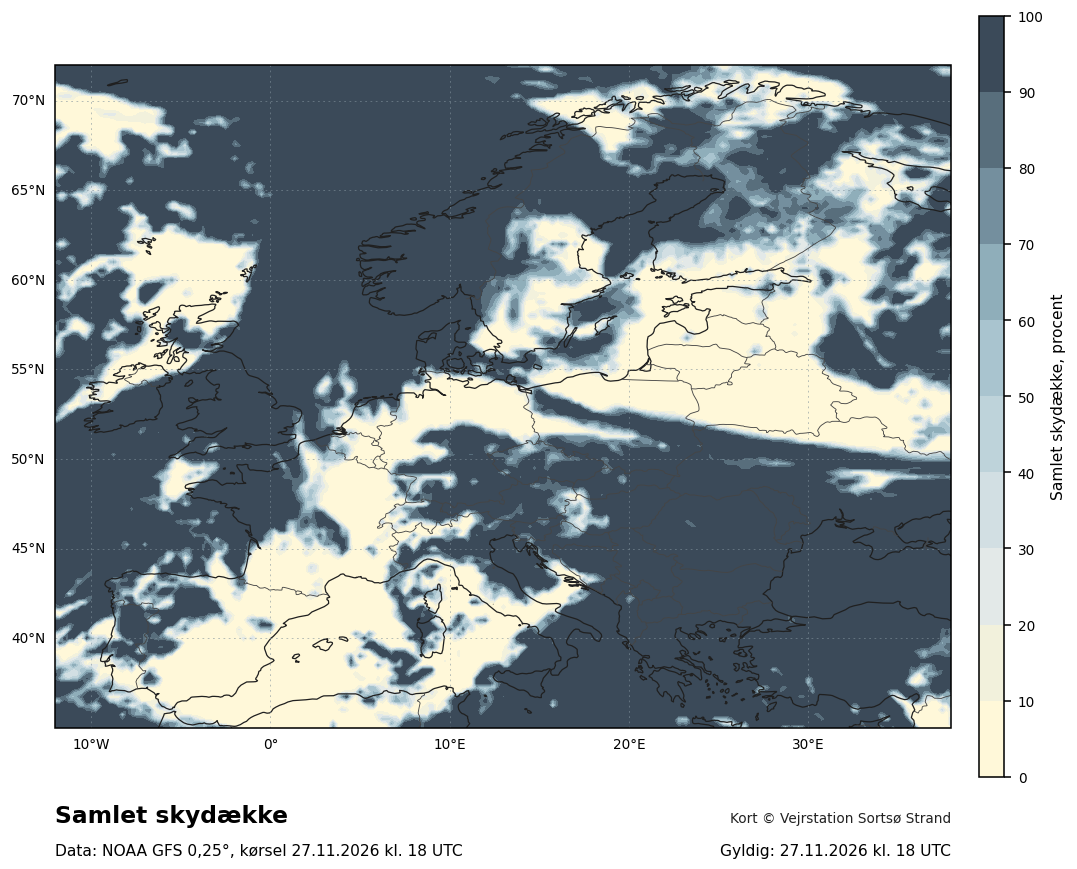 100
90
80
70
60
50
40
30
20
10
0
Samlet skydække, procent
70°N
65°N
60°N
55°N
50°N
45°N
40°N
10°W
0°
10°E
20°E
30°E
Samlet skydække
Kort © Vejrstation Sortsø Strand
Data: NOAA GFS 0,25°, kørsel 27.11.2026 kl. 18 UTC
Gyldig: 27.11.2026 kl. 18 UTC